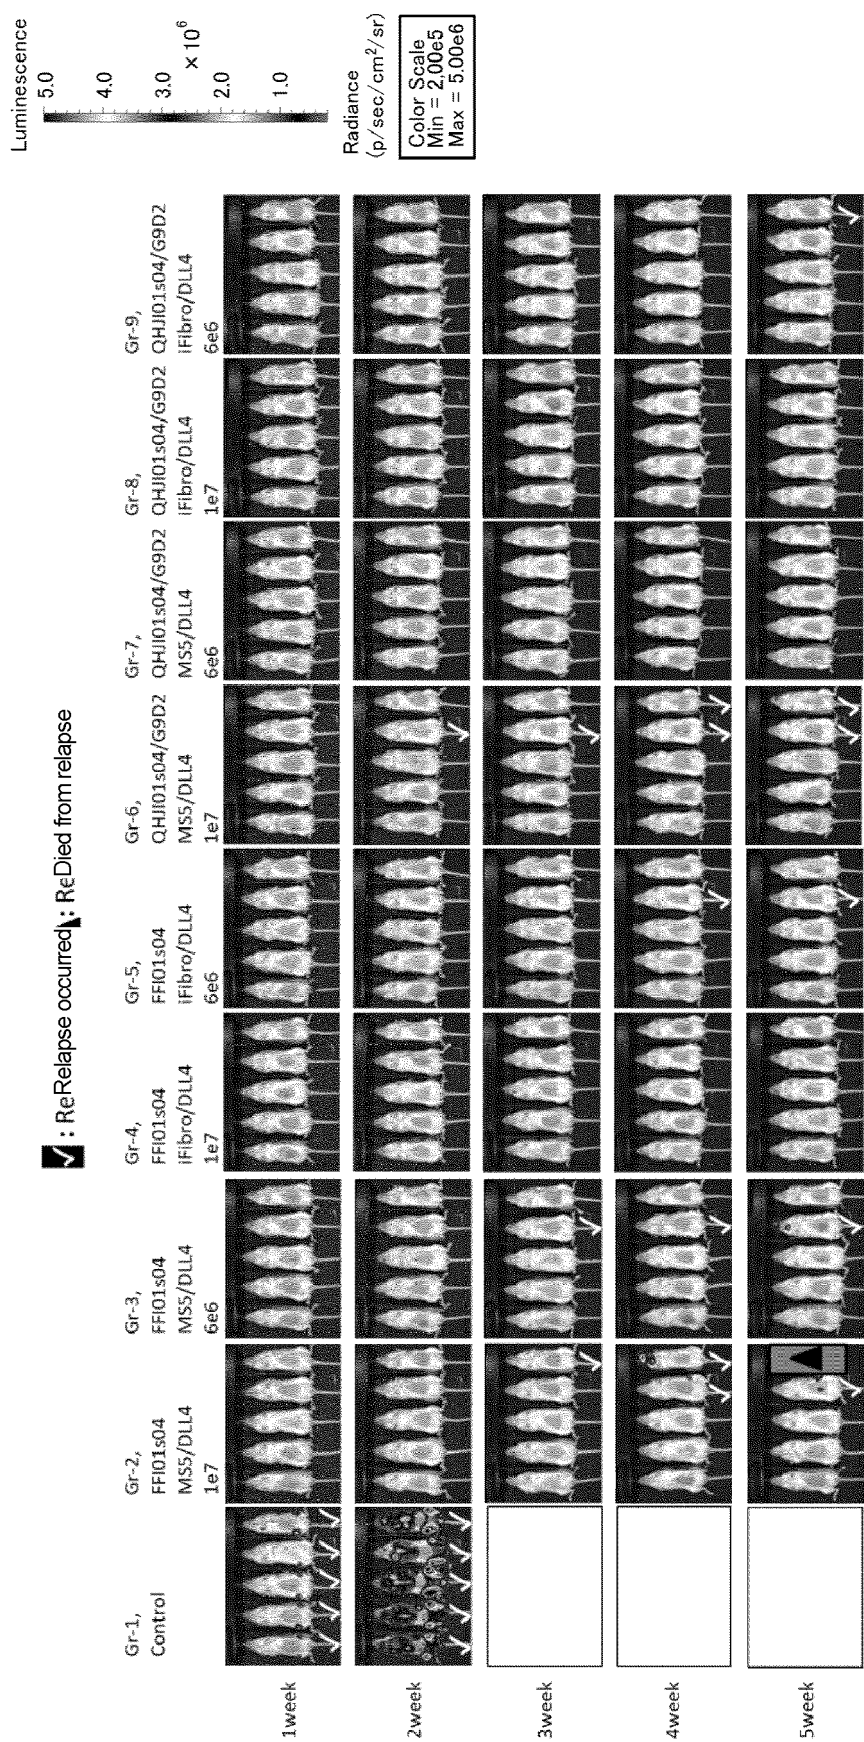 ✓: ReRelapse occurred▲: ReDied from relapse
Gr-1,
Control
Gr-2,
FFI01s04
MS5/DLL4
1e7
Gr-3,
FFI01s04
MS5/DLL4
6e6
Gr-4,
FFI01s04
iFibro/DLL4
1e7
Gr-5,
FFI01s04
iFibro/DLL4
6e6
Gr-6,
QHJI01s04/G9D2
MS5/DLL4
1e7
Gr-7,
QHJI01s04/G9D2
MS5/DLL4
6e6
Gr-8,
QHJI01s04/G9D2
iFibro/DLL4
1e7
Gr-9,
QHJI01s04/G9D2
iFibro/DLL4
6e6
1week
2week
3week
4week
5week
Luminescence
5.0
4.0
3.0
×10⁶
2.0
1.0
Radiance
(p/sec/cm²/sr)
Color Scale
Min = 2.00e5
Max = 5.00e6